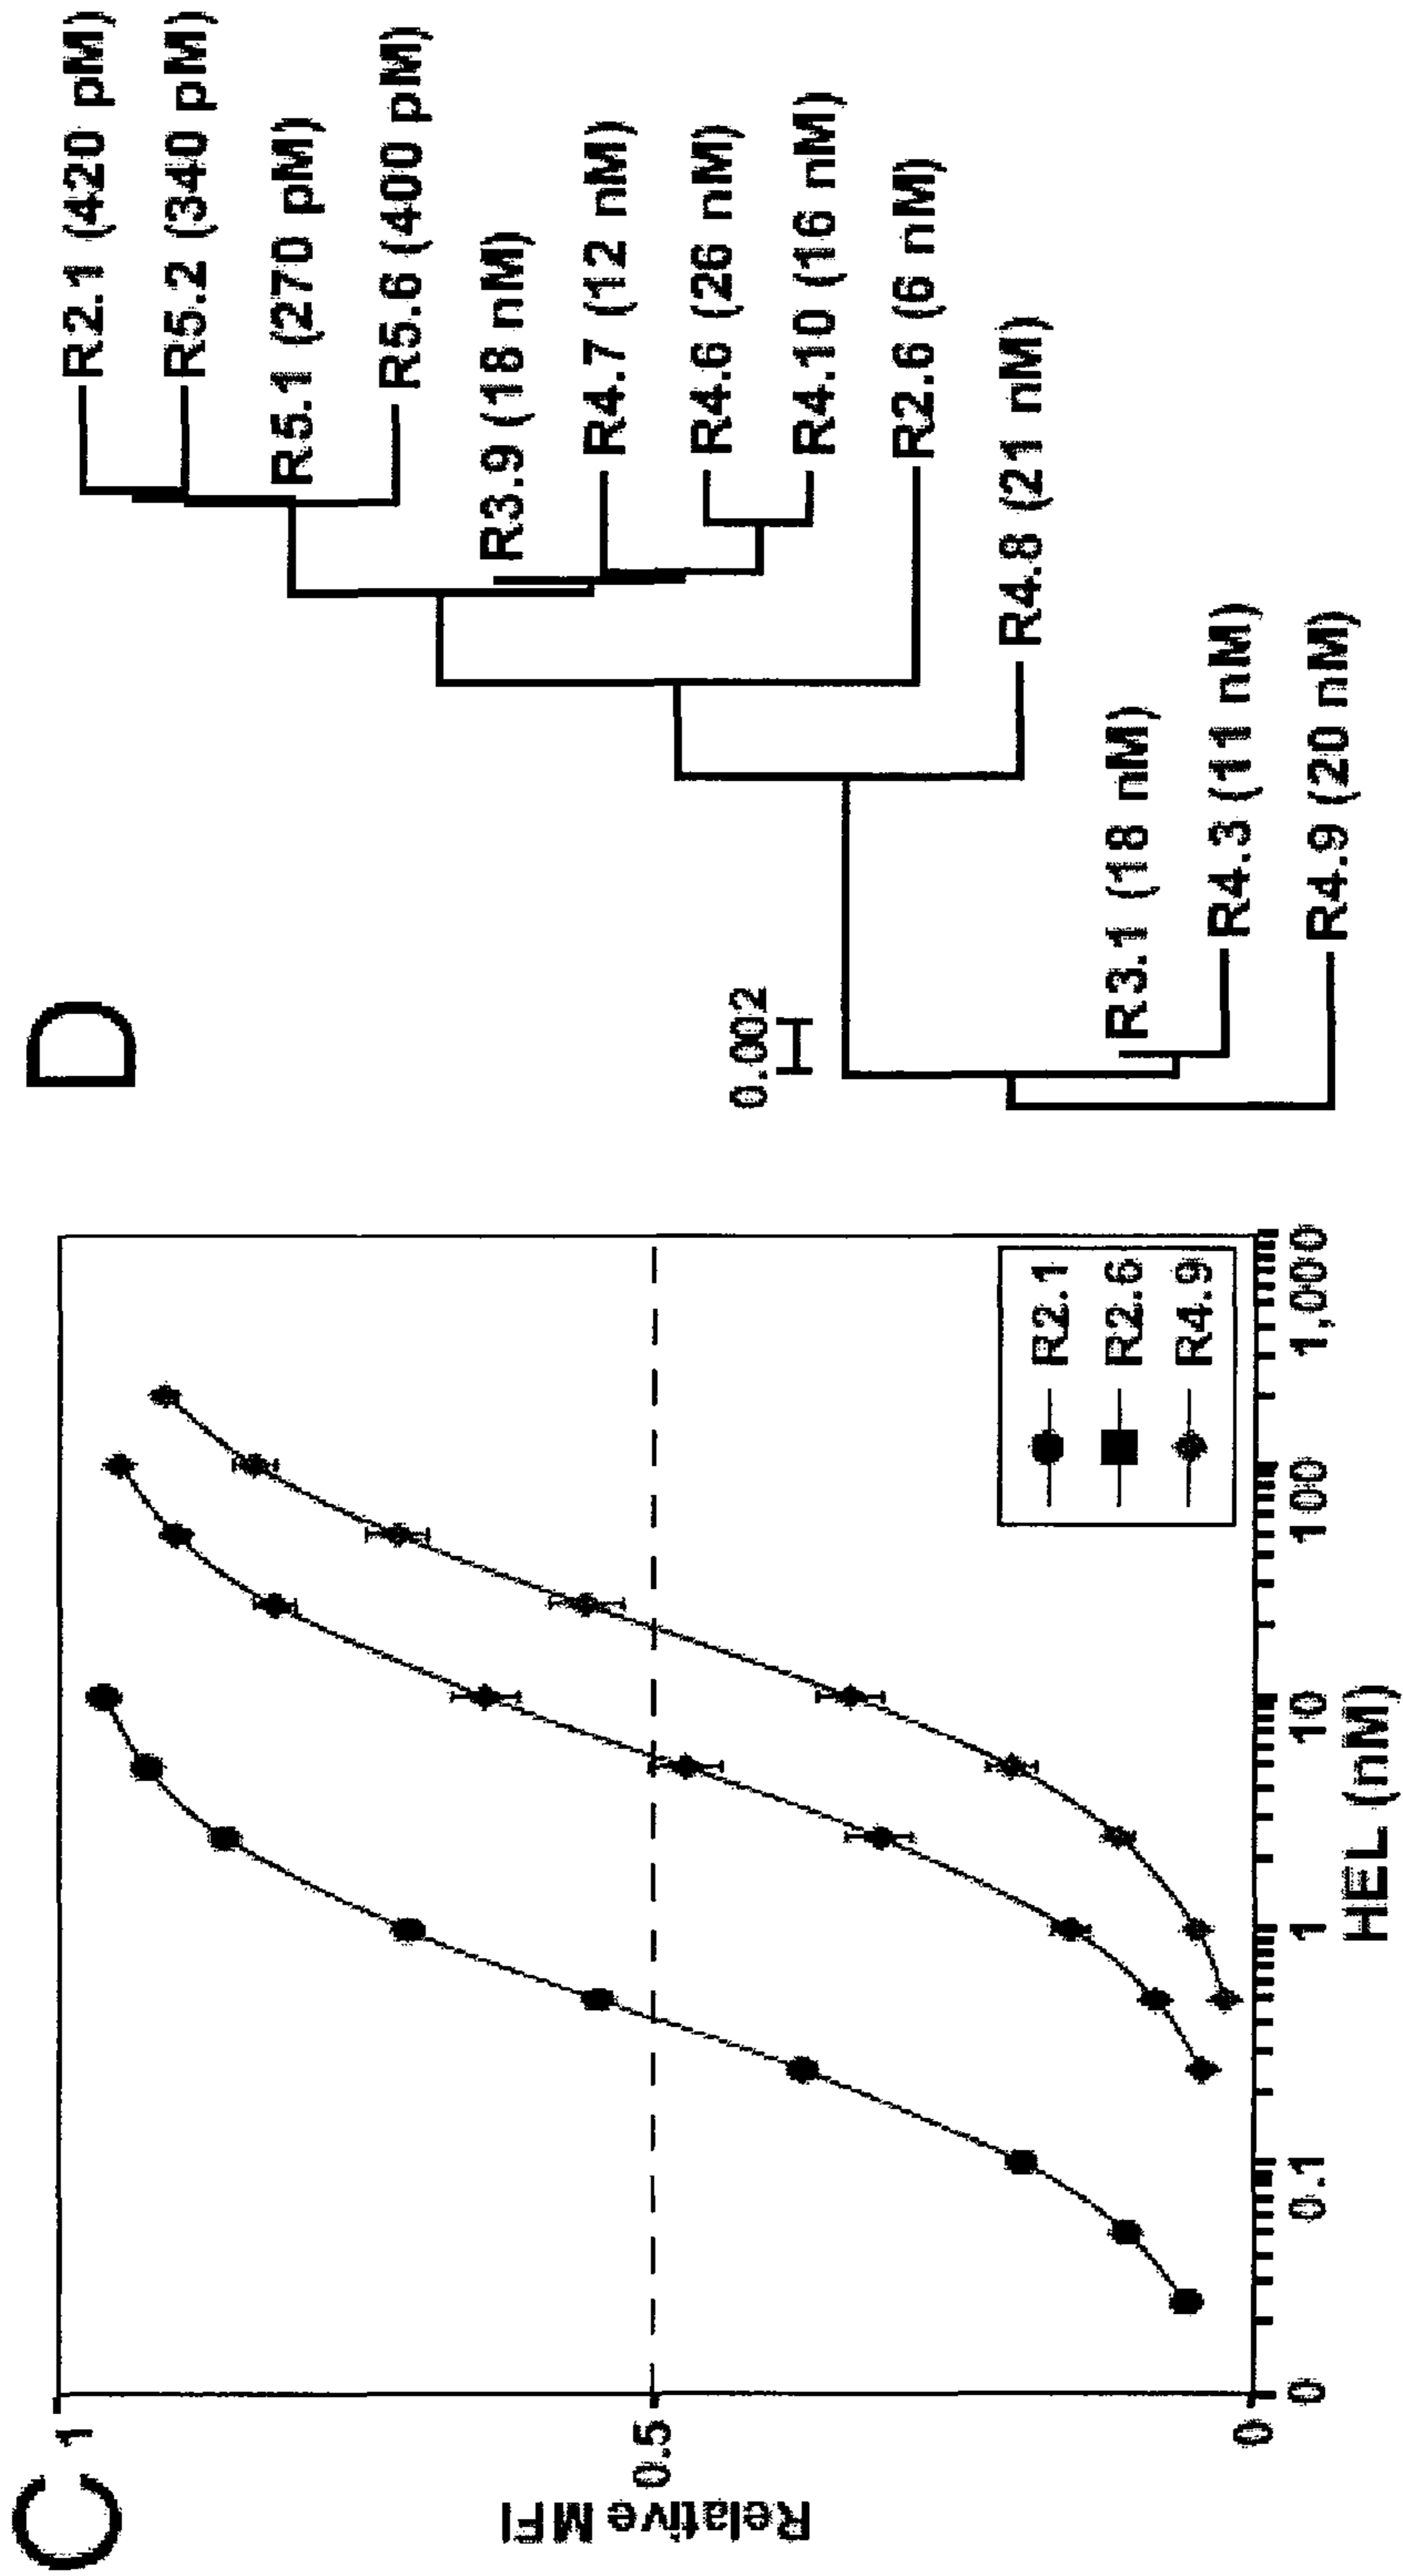 C
1
0.5
0
Relative MFI
0
0.1
1
10
100
1,000
HEL (nM)
R2.1
R2.6
R4.9
D
0.002
R2.1 (420 pM)
R5.2 (340 pM)
R5.1 (270 pM)
R5.6 (400 pM)
R3.9 (18 nM)
R4.7 (12 nM)
R4.6 (26 nM)
R4.10 (16 nM)
R2.6 (6 nM)
R4.8 (21 nM)
R3.1 (18 nM)
R4.3 (11 nM)
R4.9 (20 nM)